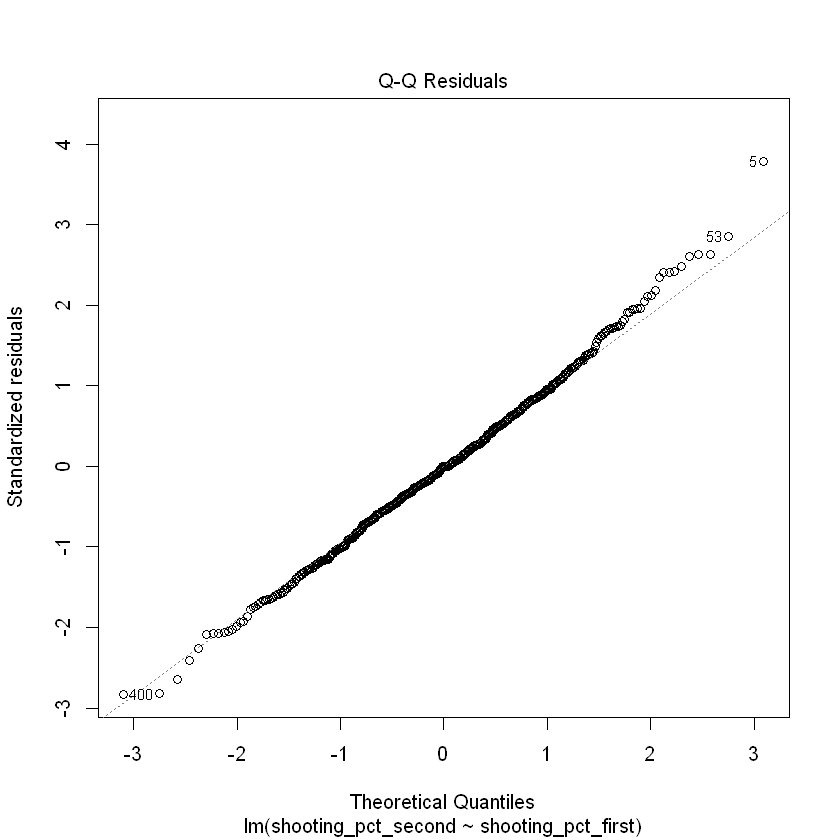 Q-Q Residuals
4
3
2
1
0
-1
-2
-3
Standardized residuals
5
53
400
-3 -2 -1 0 1 2 3
Theoretical Quantiles
lm(shooting_pct_second ~ shooting_pct_first)